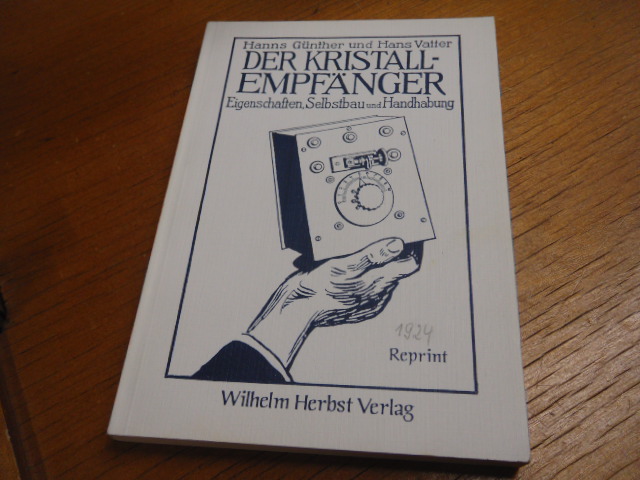 Hanns Günther und Hans Vatter
DER KRISTALL-
EMPFÄNGER
Eigenschaften, Selbstbau und Handhabung
1924
Reprint
Wilhelm Herbst Verlag